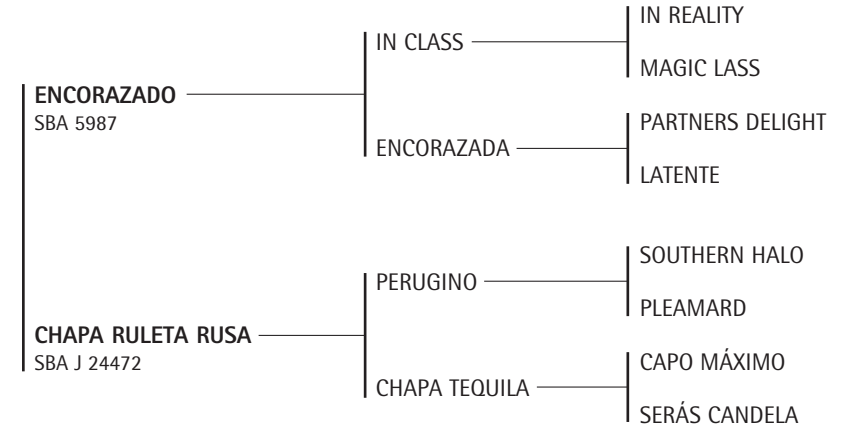 IN REALITY
IN CLASS
MAGIC LASS
ENCORAZADO
SBA 5987
PARTNERS DELIGHT
ENCORAZADA
LATENTE
SOUTHERN HALO
PERUGINO
PLEAMARD
CHAPA RULETA RUSA
SBA J 24472
CAPO MÁXIMO
CHAPA TEQUILA
SERÁS CANDELA